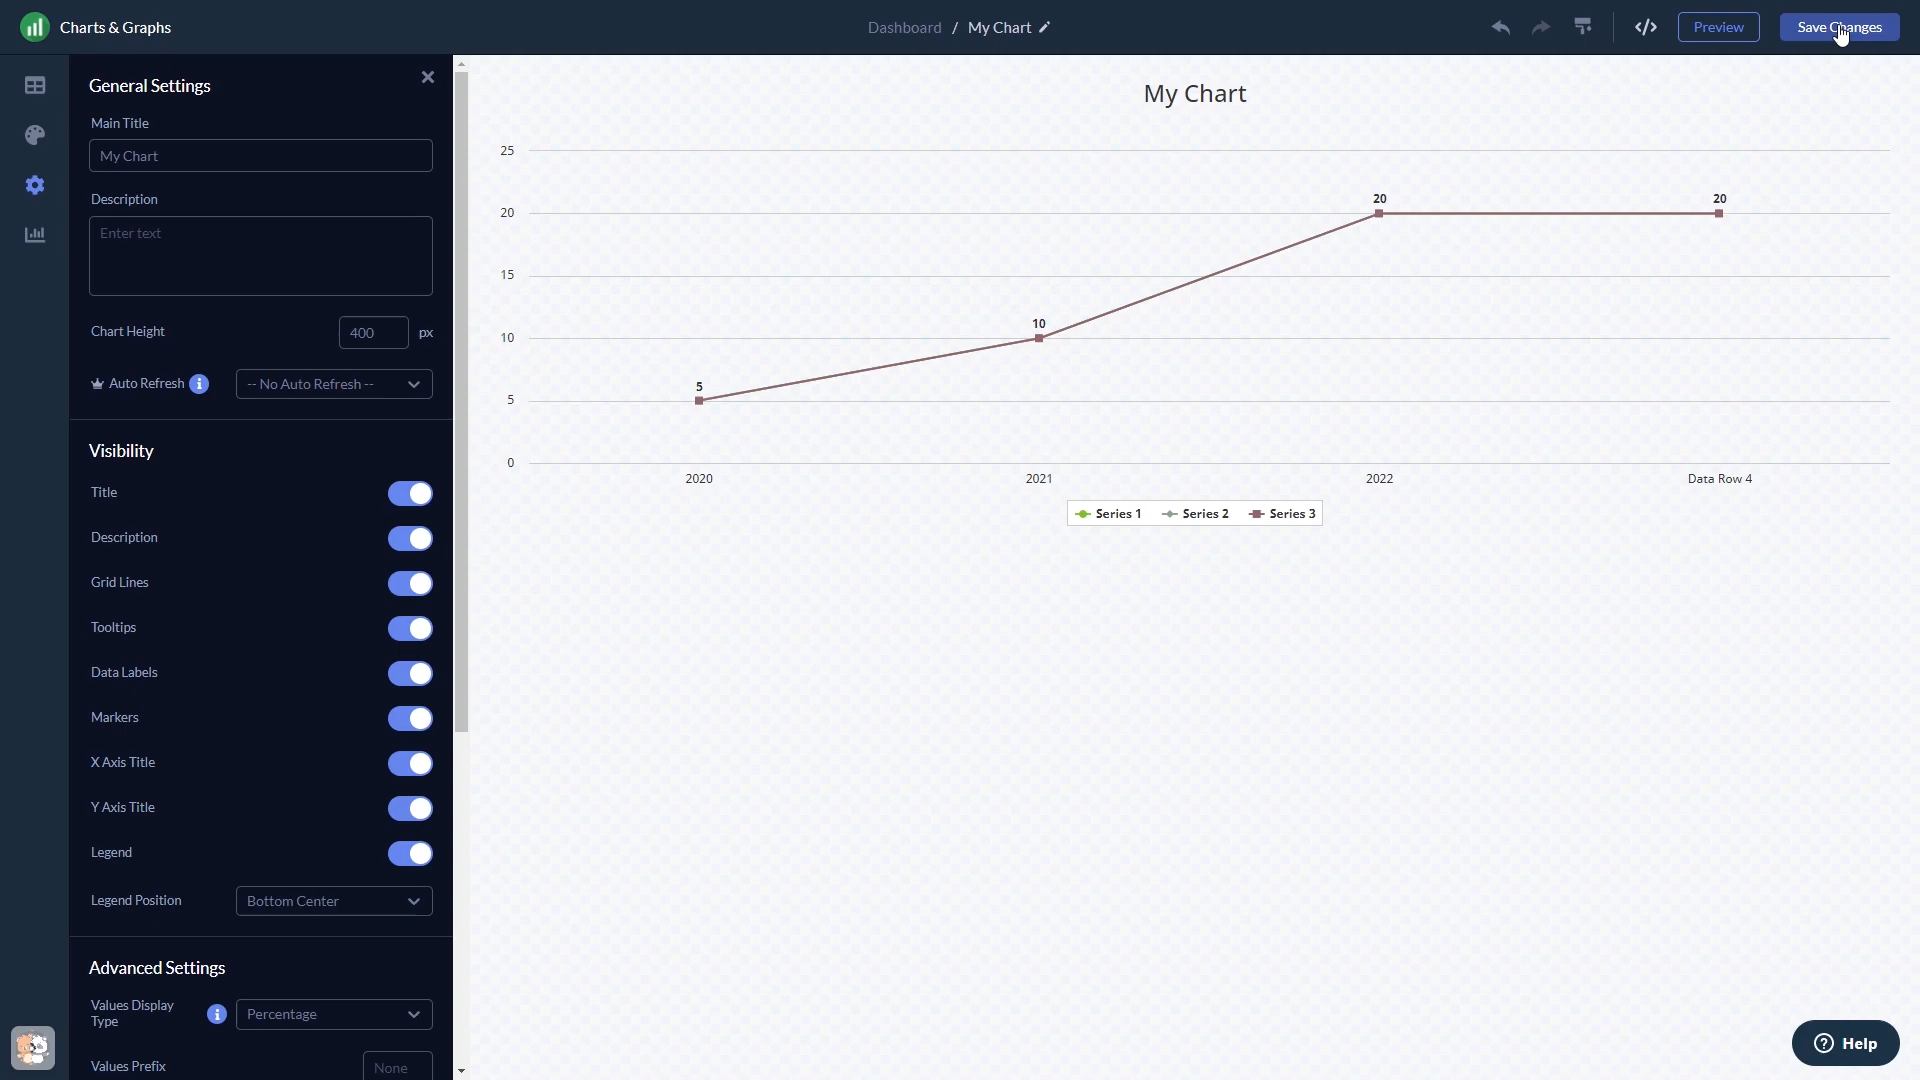 Charts & Graphs
Dashboard / My Chart
Preview
Save Changes
General Settings
Main Title
My Chart
Description
Enter text
Chart Height
400
px
Auto Refresh
-- No Auto Refresh --
Visibility
Title
Description
Grid Lines
Tooltips
Data Labels
Markers
X Axis Title
Y Axis Title
Legend
Legend Position
Bottom Center
Advanced Settings
Values Display
Type
Percentage
Values Prefix
None
My Chart
25
20
15
10
5
0
5
10
20
20
2020
2021
2022
Data Row 4
Series 1
Series 2
Series 3
Help